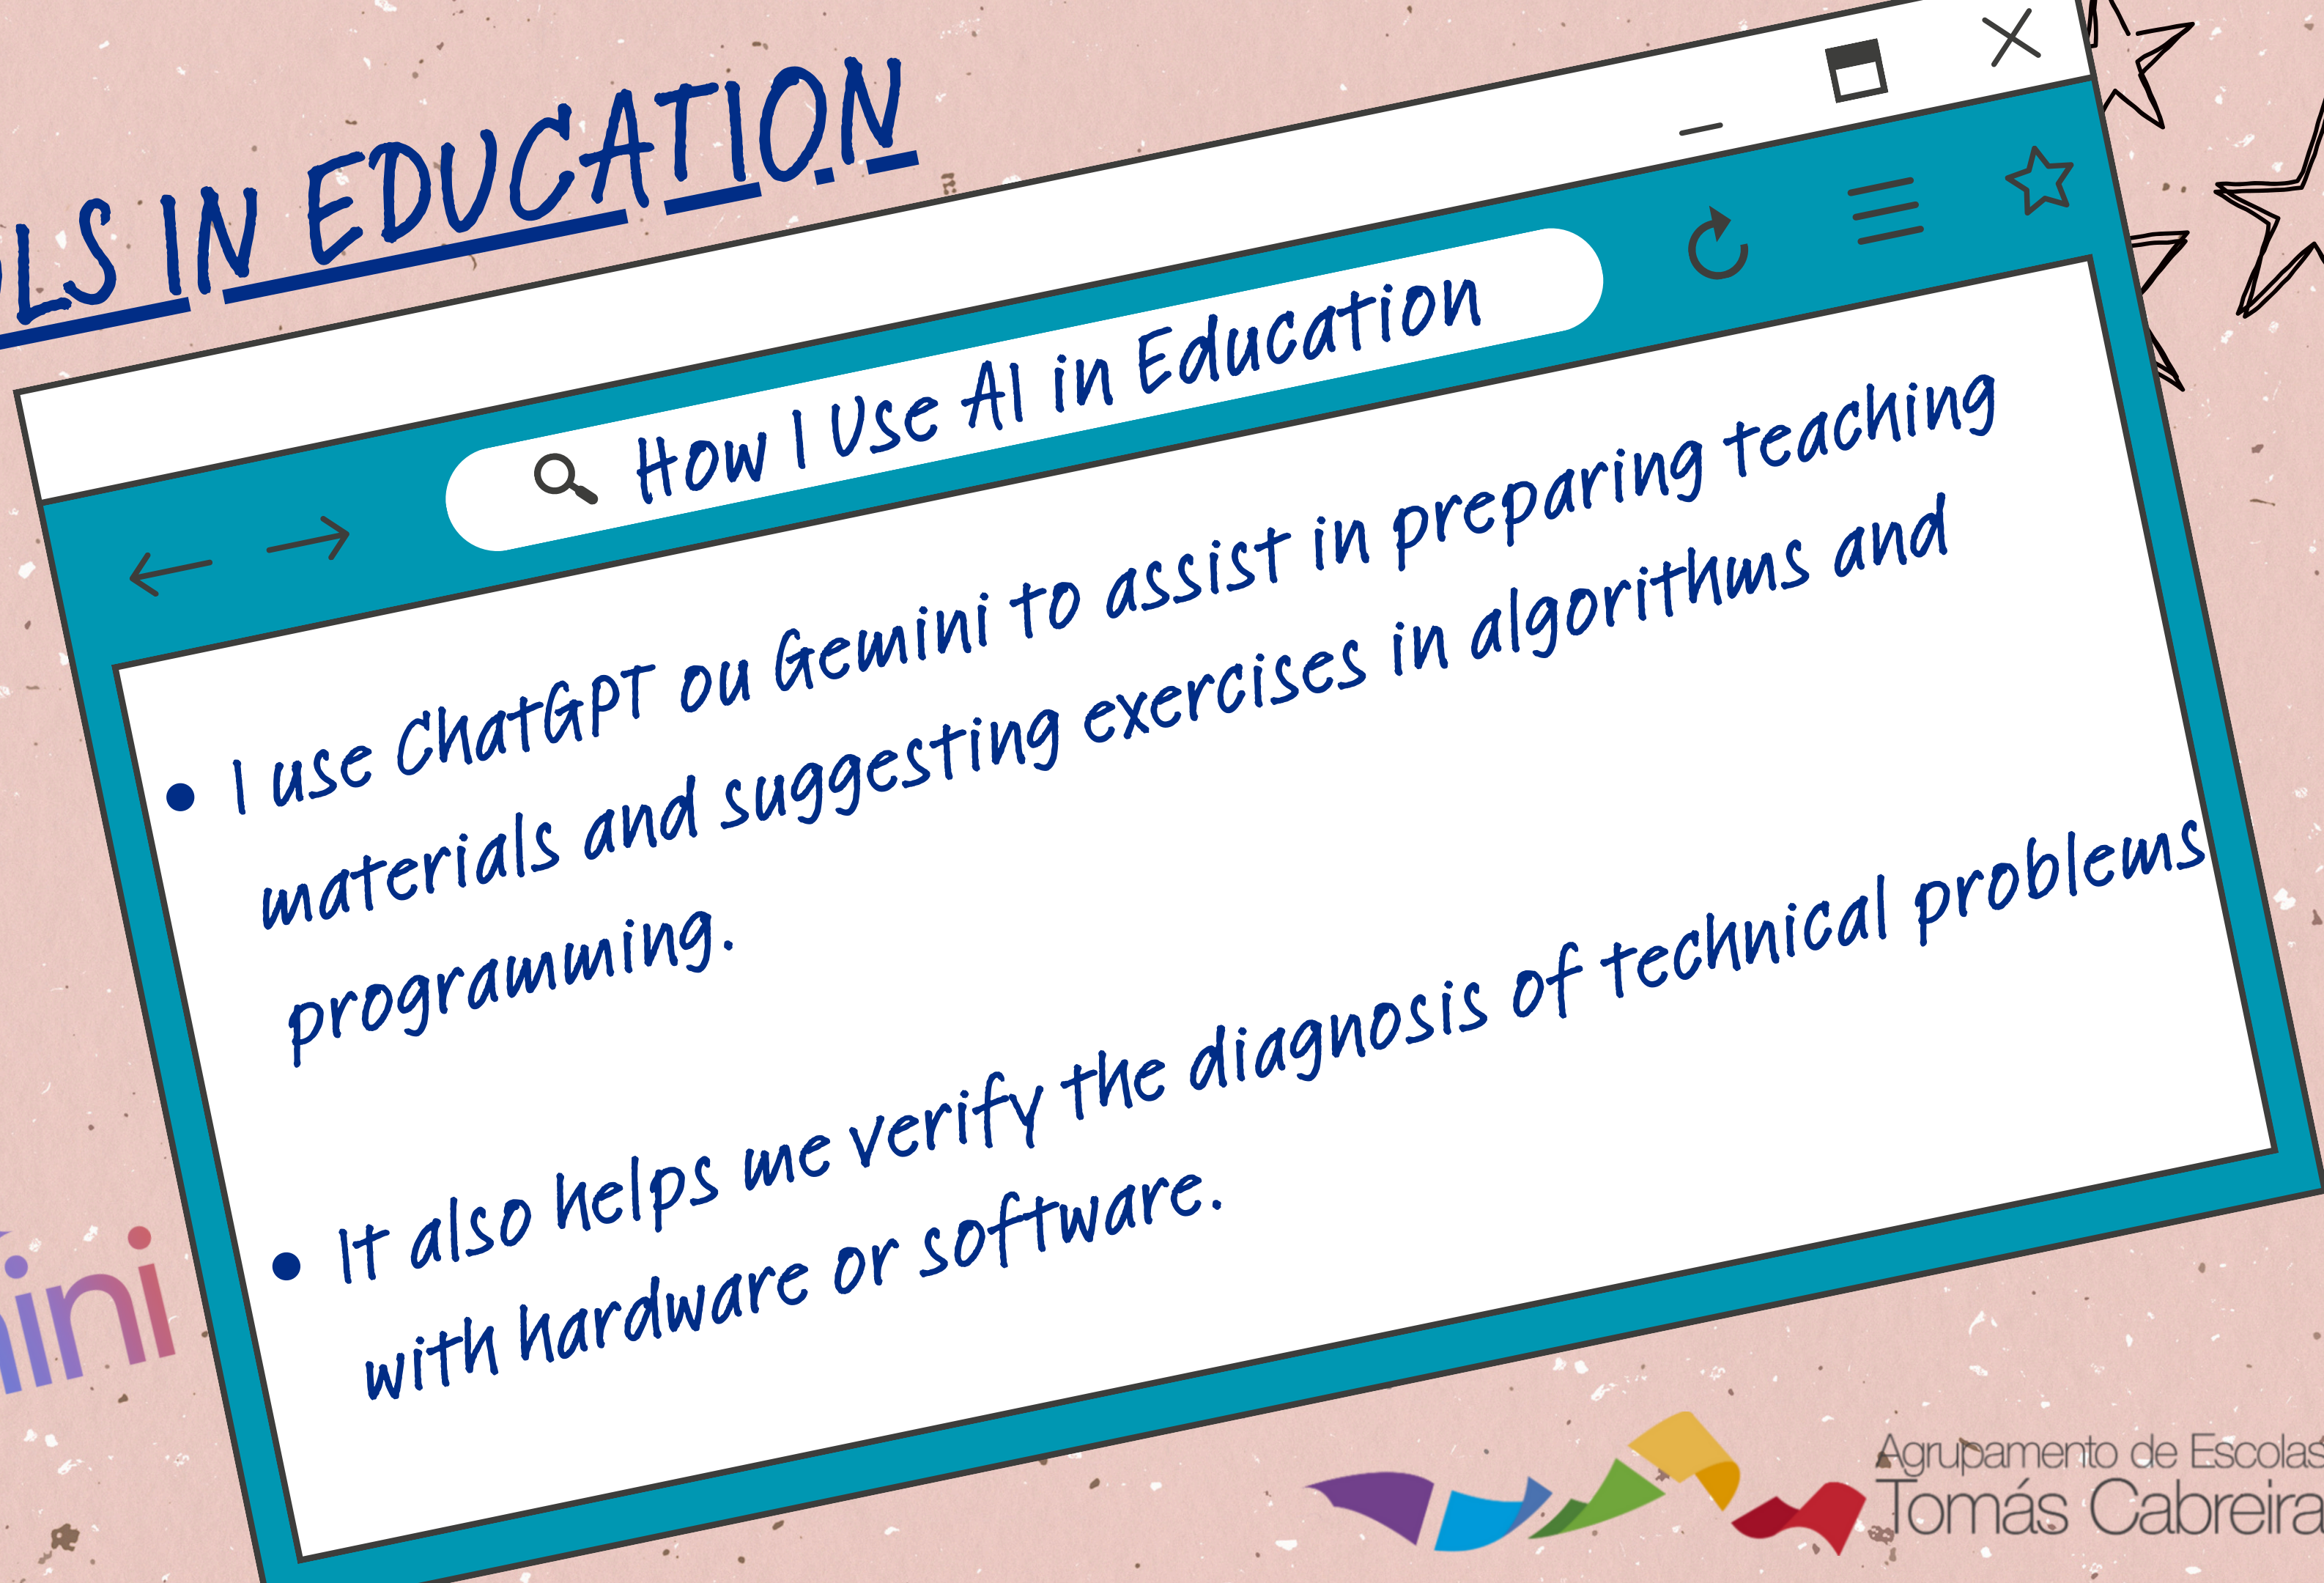 LS IN EDUCATION
How I Use AI in Education
• I use ChatGPT ou Gemini to assist in preparing teaching
materials and suggesting exercises in algorithms and
programming.
• It also helps me verify the diagnosis of technical problems
with hardware or software.
ini
Agrupamento de Escolas
Tomás Cabreira